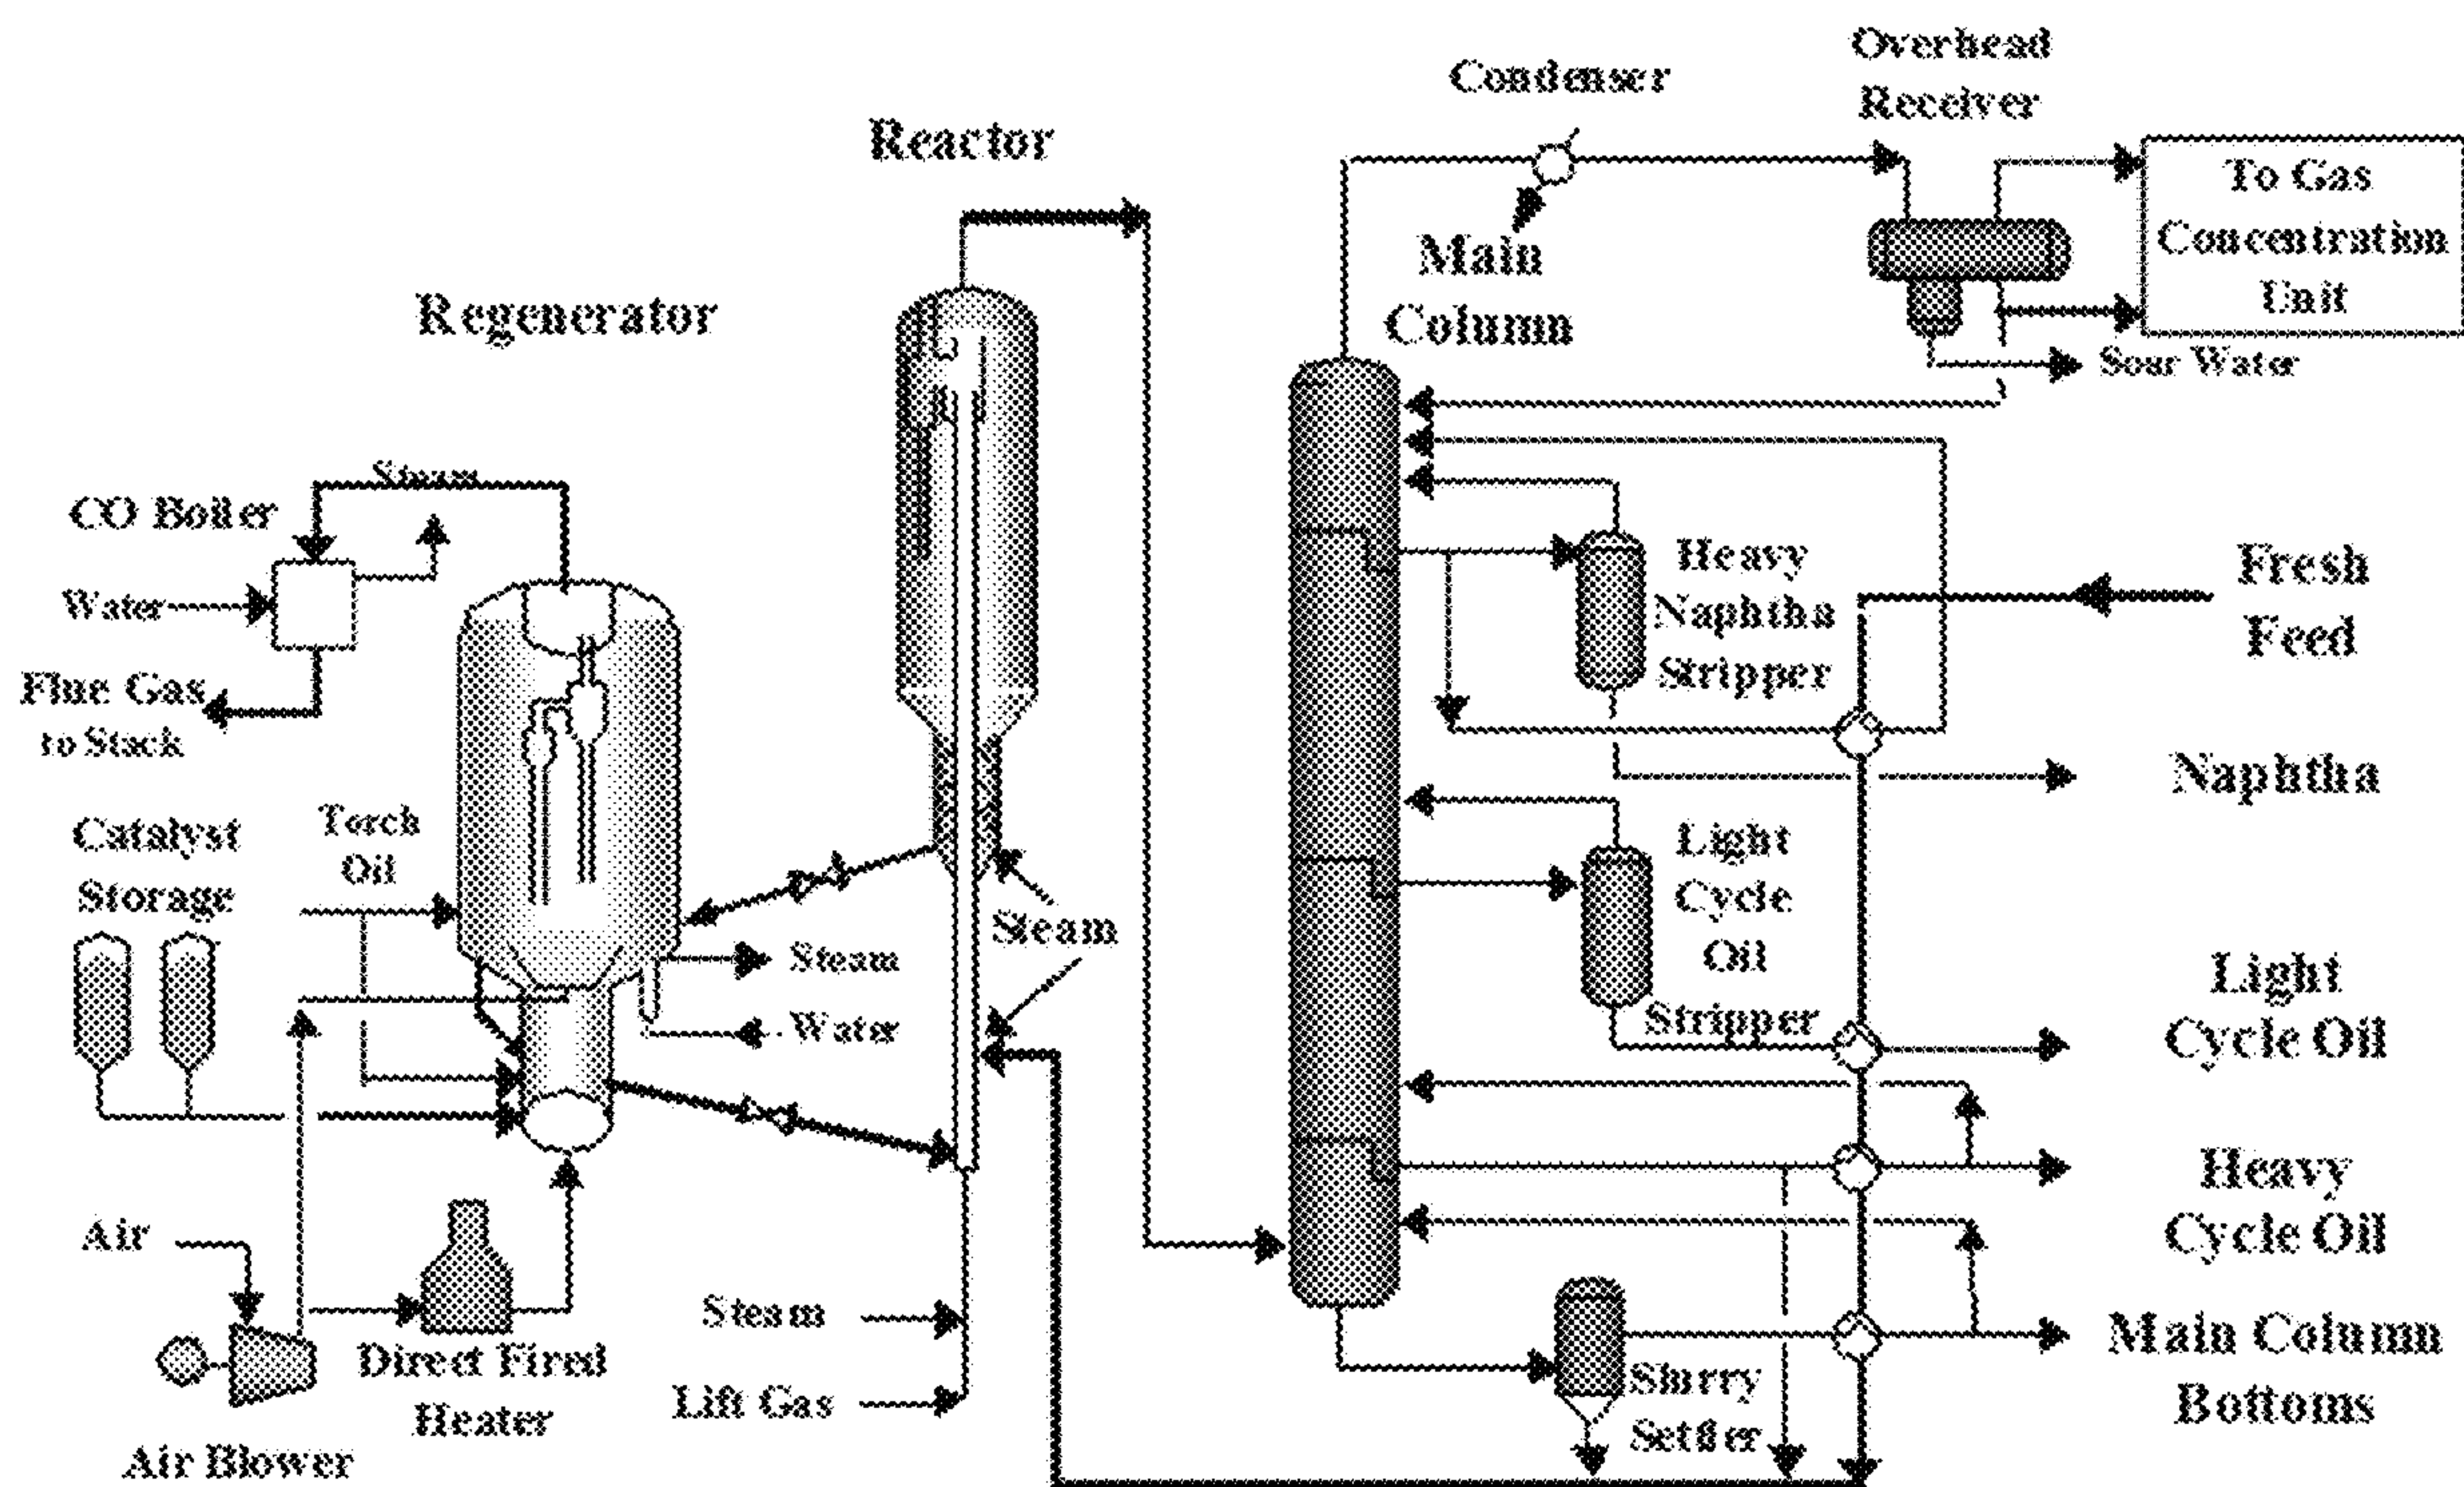 Overhead
Receiver
Condenser
Reactor
To Gas
Concentration
Unit
Main
Column
Regenerator
Sour Water
Steam
CO Boiler
Water
Flue Gas
to Stack
Heavy
Naphtha
Stripper
Fresh
Feed
Naphtha
Catalyst
Storage
Torch
Oil
Light
Cycle
Oil
Stripper
Steam
Steam
Water
Light
Cycle Oil
Heavy
Cycle Oil
Air
Steam
Direct Fired
Heater
Lift Gas
Air Blower
Slurry
Settler
Main Column
Bottoms